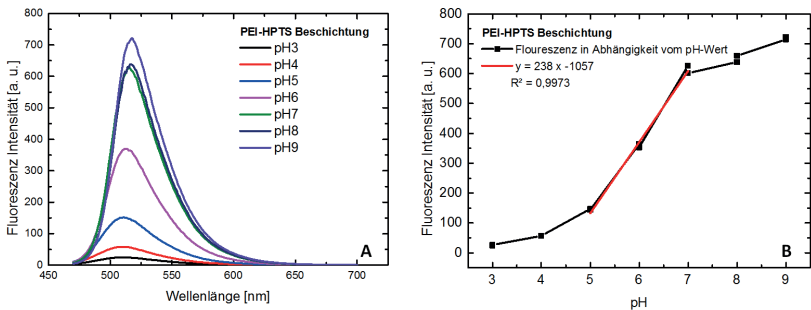 PEI-HPTS Beschichtung
pH3
pH4
pH5
pH6
pH7
pH8
pH9
Fluoreszenz Intensität [a. u.]
800
700
600
500
400
300
200
100
0
450 500 550 600 650 700
Wellenlänge [nm]
A
PEI-HPTS Beschichtung
Floureszenz in Abhängigkeit vom pH-Wert
y = 238 x -1057
R² = 0,9973
Fluoreszenz Intensität [a. u.]
800
700
600
500
400
300
200
100
0
3 4 5 6 7 8 9
pH
B